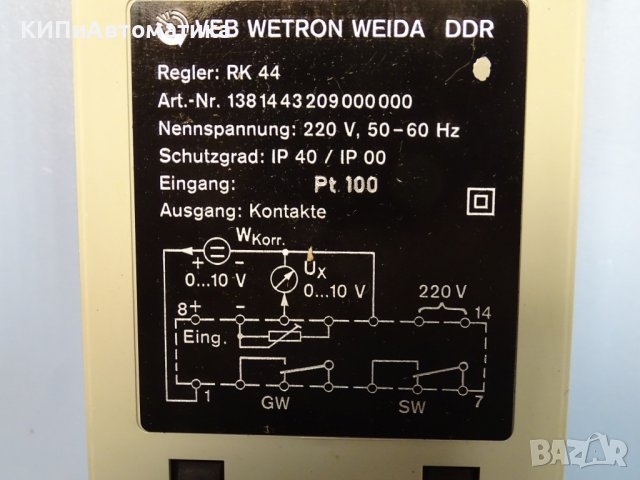 КИПиАвтоматика
VEB WETRON WEIDA DDR
Regler: RK 44
Art.-Nr. 138 14 43 209 000 000
Nennspannung: 220 V, 50-60 Hz
Schutzgrad: IP 40 / IP 00
Eingang: Pt 100
Ausgang: Kontakte
WKorr.
+ - - Ux
0...10 V 0...10 V 220 V
8 + - 14
Eing.
1 GW SW 7
BAZAR